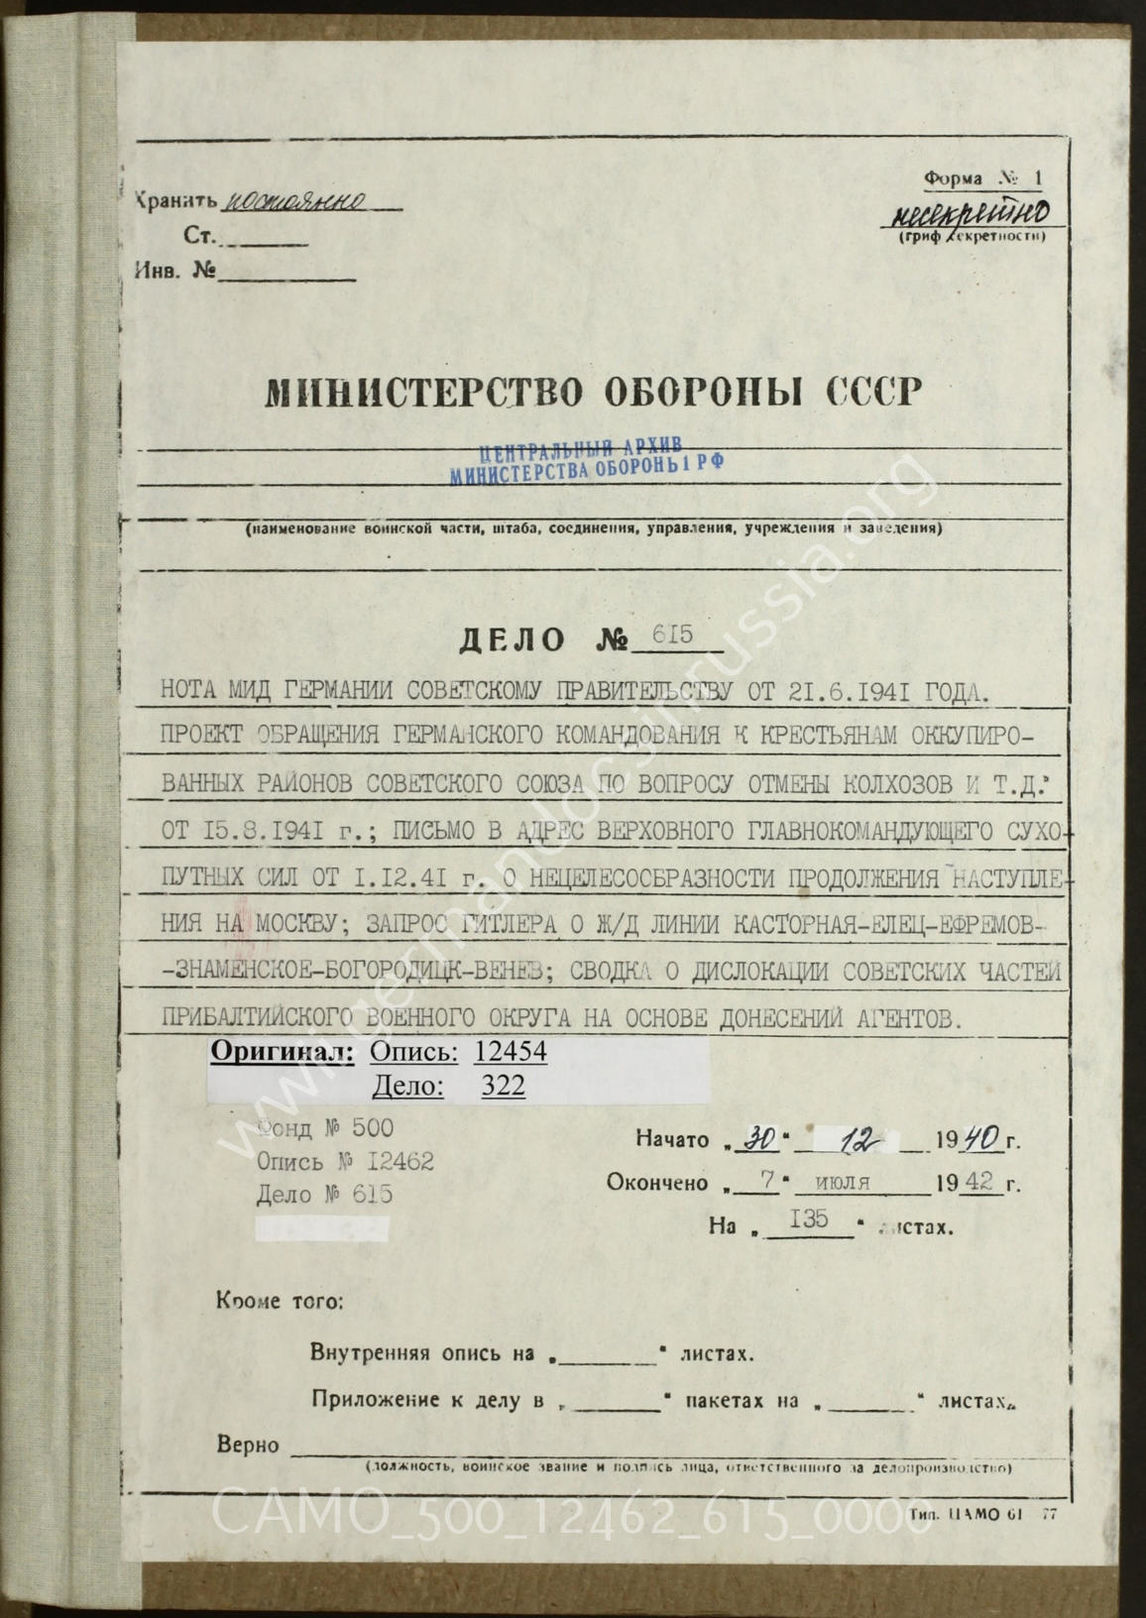 Форма № 1
Хранить постоянно
несекретно
(гриф секретности)
Ст.
Инв. №
МИНИСТЕРСТВО ОБОРОНЫ СССР
ЦЕНТРАЛЬНЫЙ АРХИВ
МИНИСТЕРСТВА ОБОРОНЫ РФ
(наименование воинской части, штаба, соединения, управления, учреждения и заведения)
ДЕЛО № 615
НОТА МИД ГЕРМАНИИ СОВЕТСКОМУ ПРАВИТЕЛЬСТВУ ОТ 21.6.1941 ГОДА.
ПРОЕКТ ОБРАЩЕНИЯ ГЕРМАНСКОГО КОМАНДОВАНИЯ К КРЕСТЬЯНАМ ОККУПИРО-
ВАННЫХ РАЙОНОВ СОВЕТСКОГО СОЮЗА ПО ВОПРОСУ ОТМЕНЫ КОЛХОЗОВ И Т.Д."
ОТ 15.8.1941 г.; ПИСЬМО В АДРЕС ВЕРХОВНОГО ГЛАВНОКОМАНДУЮЩЕГО СУХО-
ПУТНЫХ СИЛ ОТ 1.12.41 г. О НЕЦЕЛЕСООБРАЗНОСТИ ПРОДОЛЖЕНИЯ НАСТУПЛЕ-
НИЯ НА МОСКВУ; ЗАПРОС ГИТЛЕРА О Ж/Д ЛИНИИ КАСТОРНАЯ-ЕЛЕЦ-ЕФРЕМОВ-
-ЗНАМЕНСКОЕ-БОГОРОДИЦК-ВЕНЕВ; СВОДКА О ДИСЛОКАЦИИ СОВЕТСКИХ ЧАСТЕЙ
ПРИБАЛТИЙСКОГО ВОЕННОГО ОКРУГА НА ОСНОВЕ ДОНЕСЕНИЙ АГЕНТОВ.
Оригинал: Опись: 12454
Дело: 322
Фонд № 500
Опись № 12462
Дело № 615
Начато „30" 12 1940 г.
Окончено „7" июля 1942 г.
На „135" листах.
Кроме того:
Внутренняя опись на „ " листах.
Приложение к делу в „ " пакетах на „ " листах.
Верно
(должность, воинское звание и подпись лица, ответственного за делопроизводство)
Тип. ЦАМО 61 77
CAMO_500_12462_615_0000
www.germandocsinrussia.org